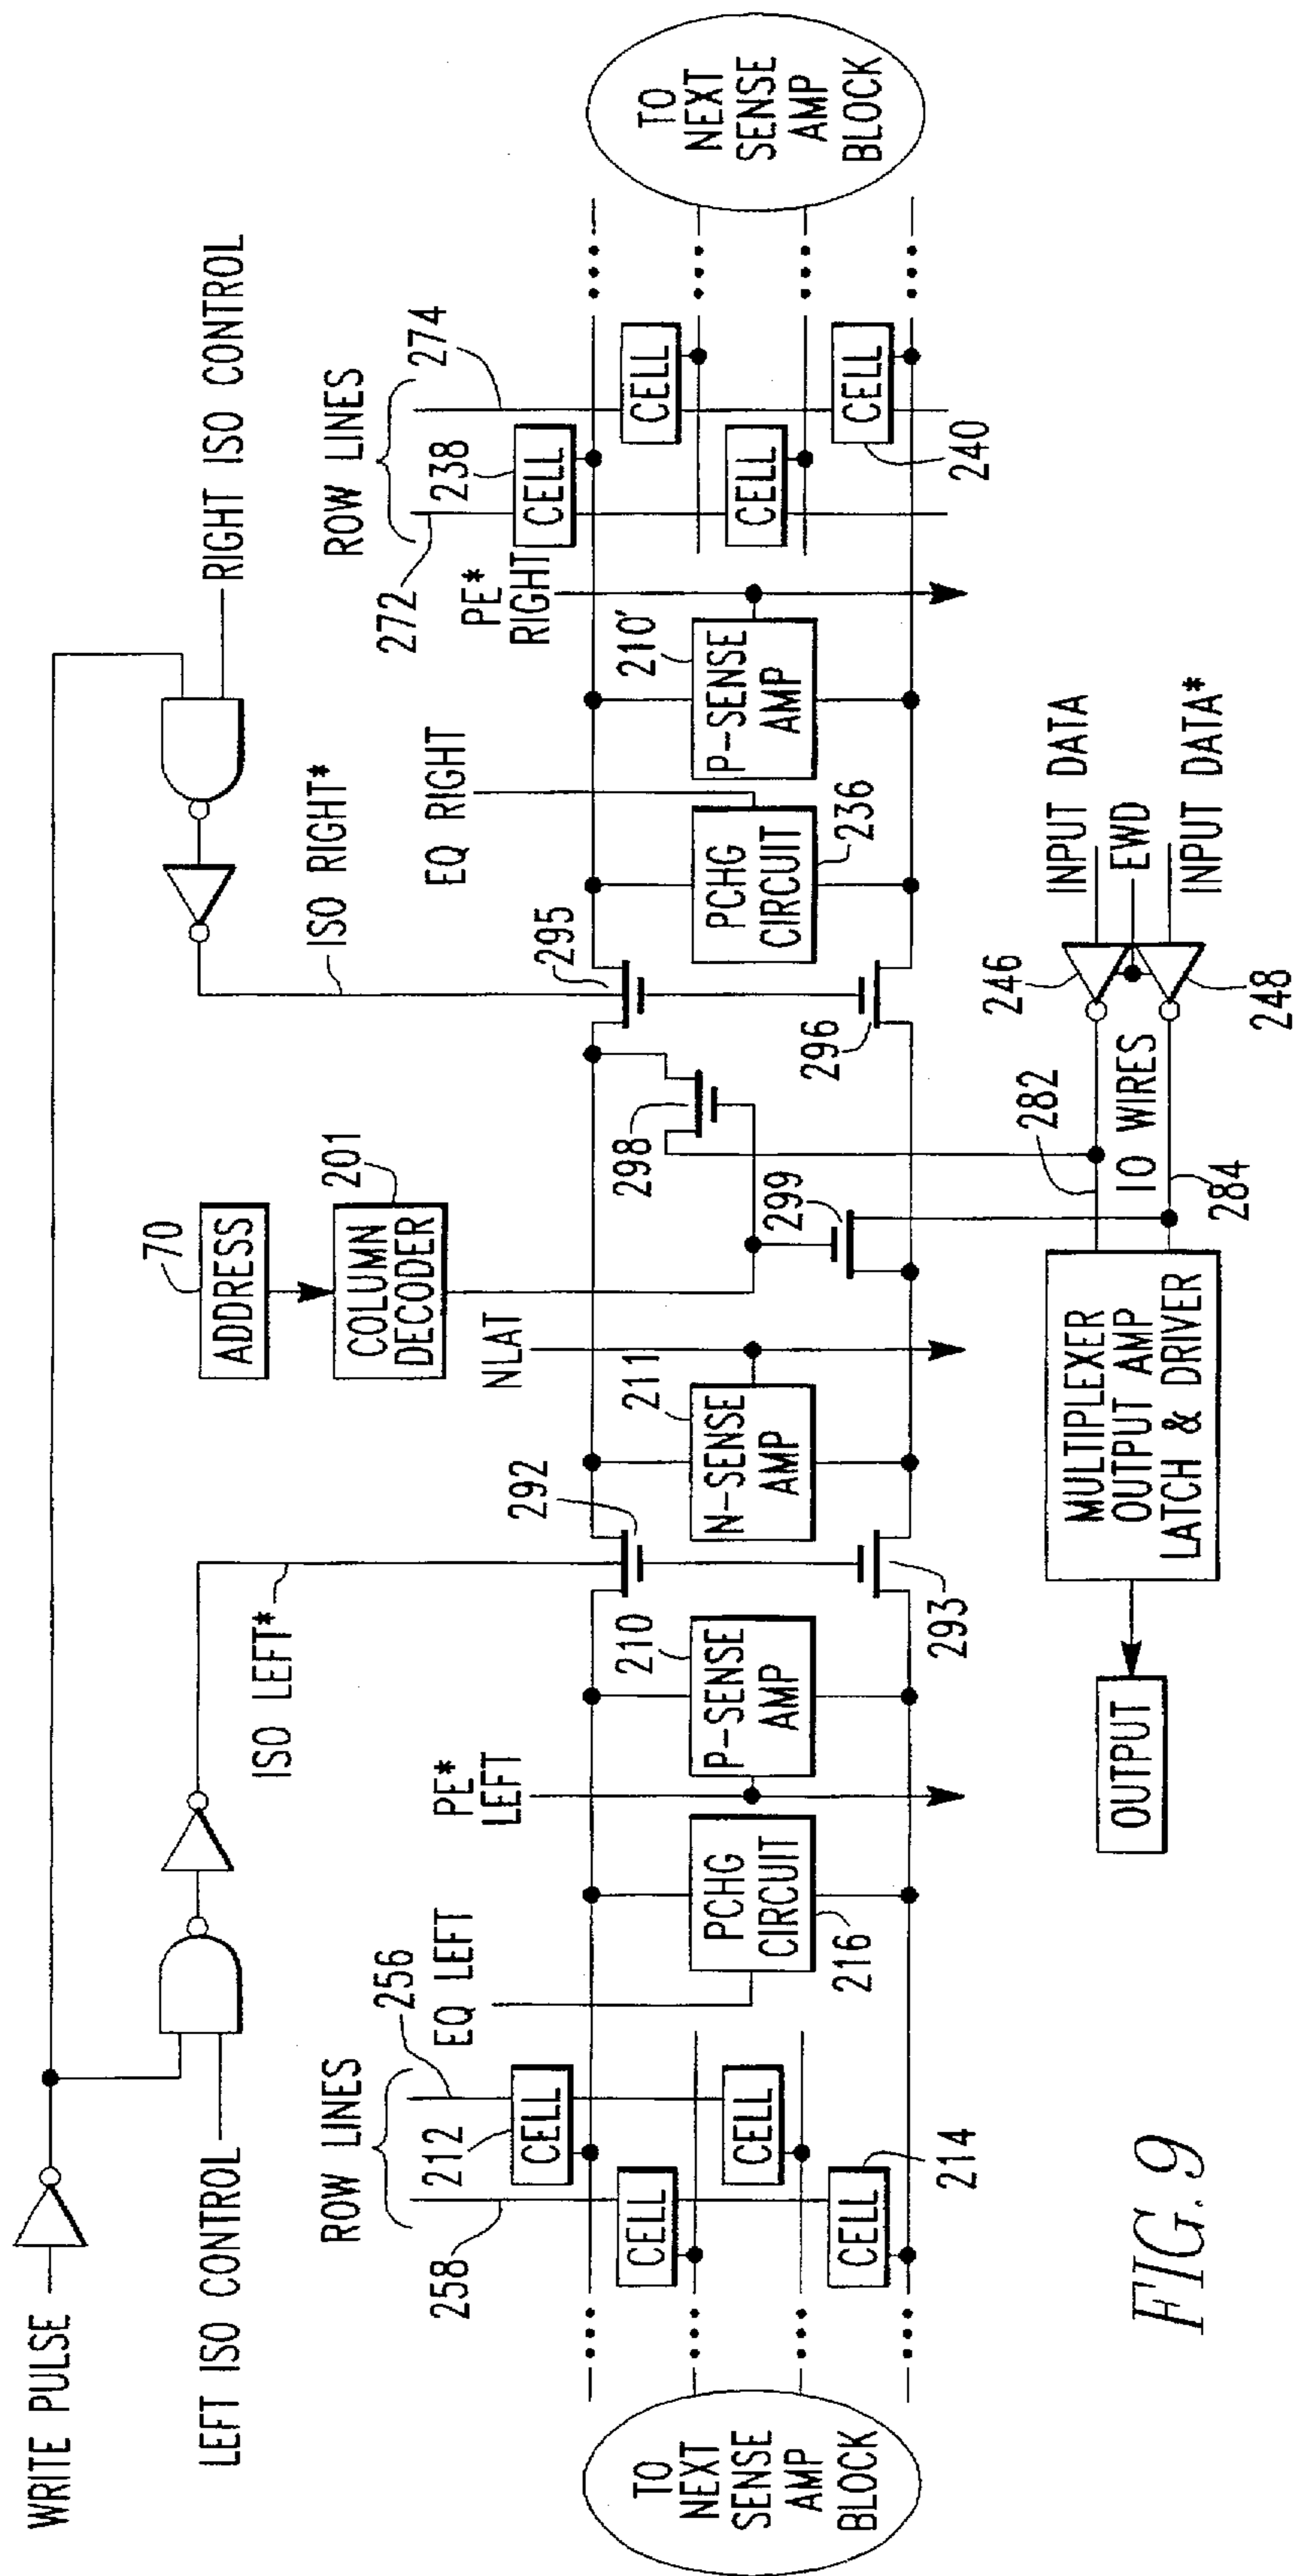 WRITE PULSE
LEFT ISO CONTROL
RIGHT ISO CONTROL
ISO LEFT*
ISO RIGHT*
70
ADDRESS
201
COLUMN
DECODER
ROW LINES
258
212
256
CELL
CELL
CELL
CELL
214
EQ LEFT
PCHG
CIRCUIT
216
PE*
LEFT
210
P-SENSE
AMP
292
293
NLAT
211
N-SENSE
AMP
298
299
295
296
EQ RIGHT
PCHG
CIRCUIT
236
210'
P-SENSE
AMP
PE*
RIGHT
ROW LINES
272
238
274
CELL
CELL
CELL
CELL
240
TO
NEXT
SENSE
AMP
BLOCK
TO
NEXT
SENSE
AMP
BLOCK
OUTPUT
MULTIPLEXER
OUTPUT AMP
LATCH & DRIVER
282
IO WIRES
284
246
248
INPUT DATA
EWD
INPUT DATA*
FIG. 9